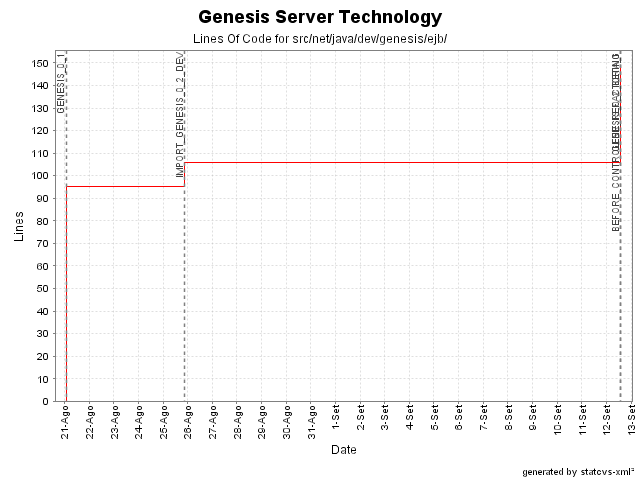 Genesis Server Technology
Lines Of Code for src/net/java/dev/genesis/ejb/
GENESIS_0_1
IMPORT_GENESIS_0_2_DEV
Lines
150
140
130
120
110
100
90
80
70
60
50
40
30
20
10
0
21-Ago
22-Ago
23-Ago
24-Ago
25-Ago
26-Ago
27-Ago
28-Ago
29-Ago
30-Ago
31-Ago
1-Set
2-Set
3-Set
4-Set
5-Set
6-Set
7-Set
8-Set
9-Set
10-Set
11-Set
12-Set
13-Set
Date
generated by statcvs-xml²